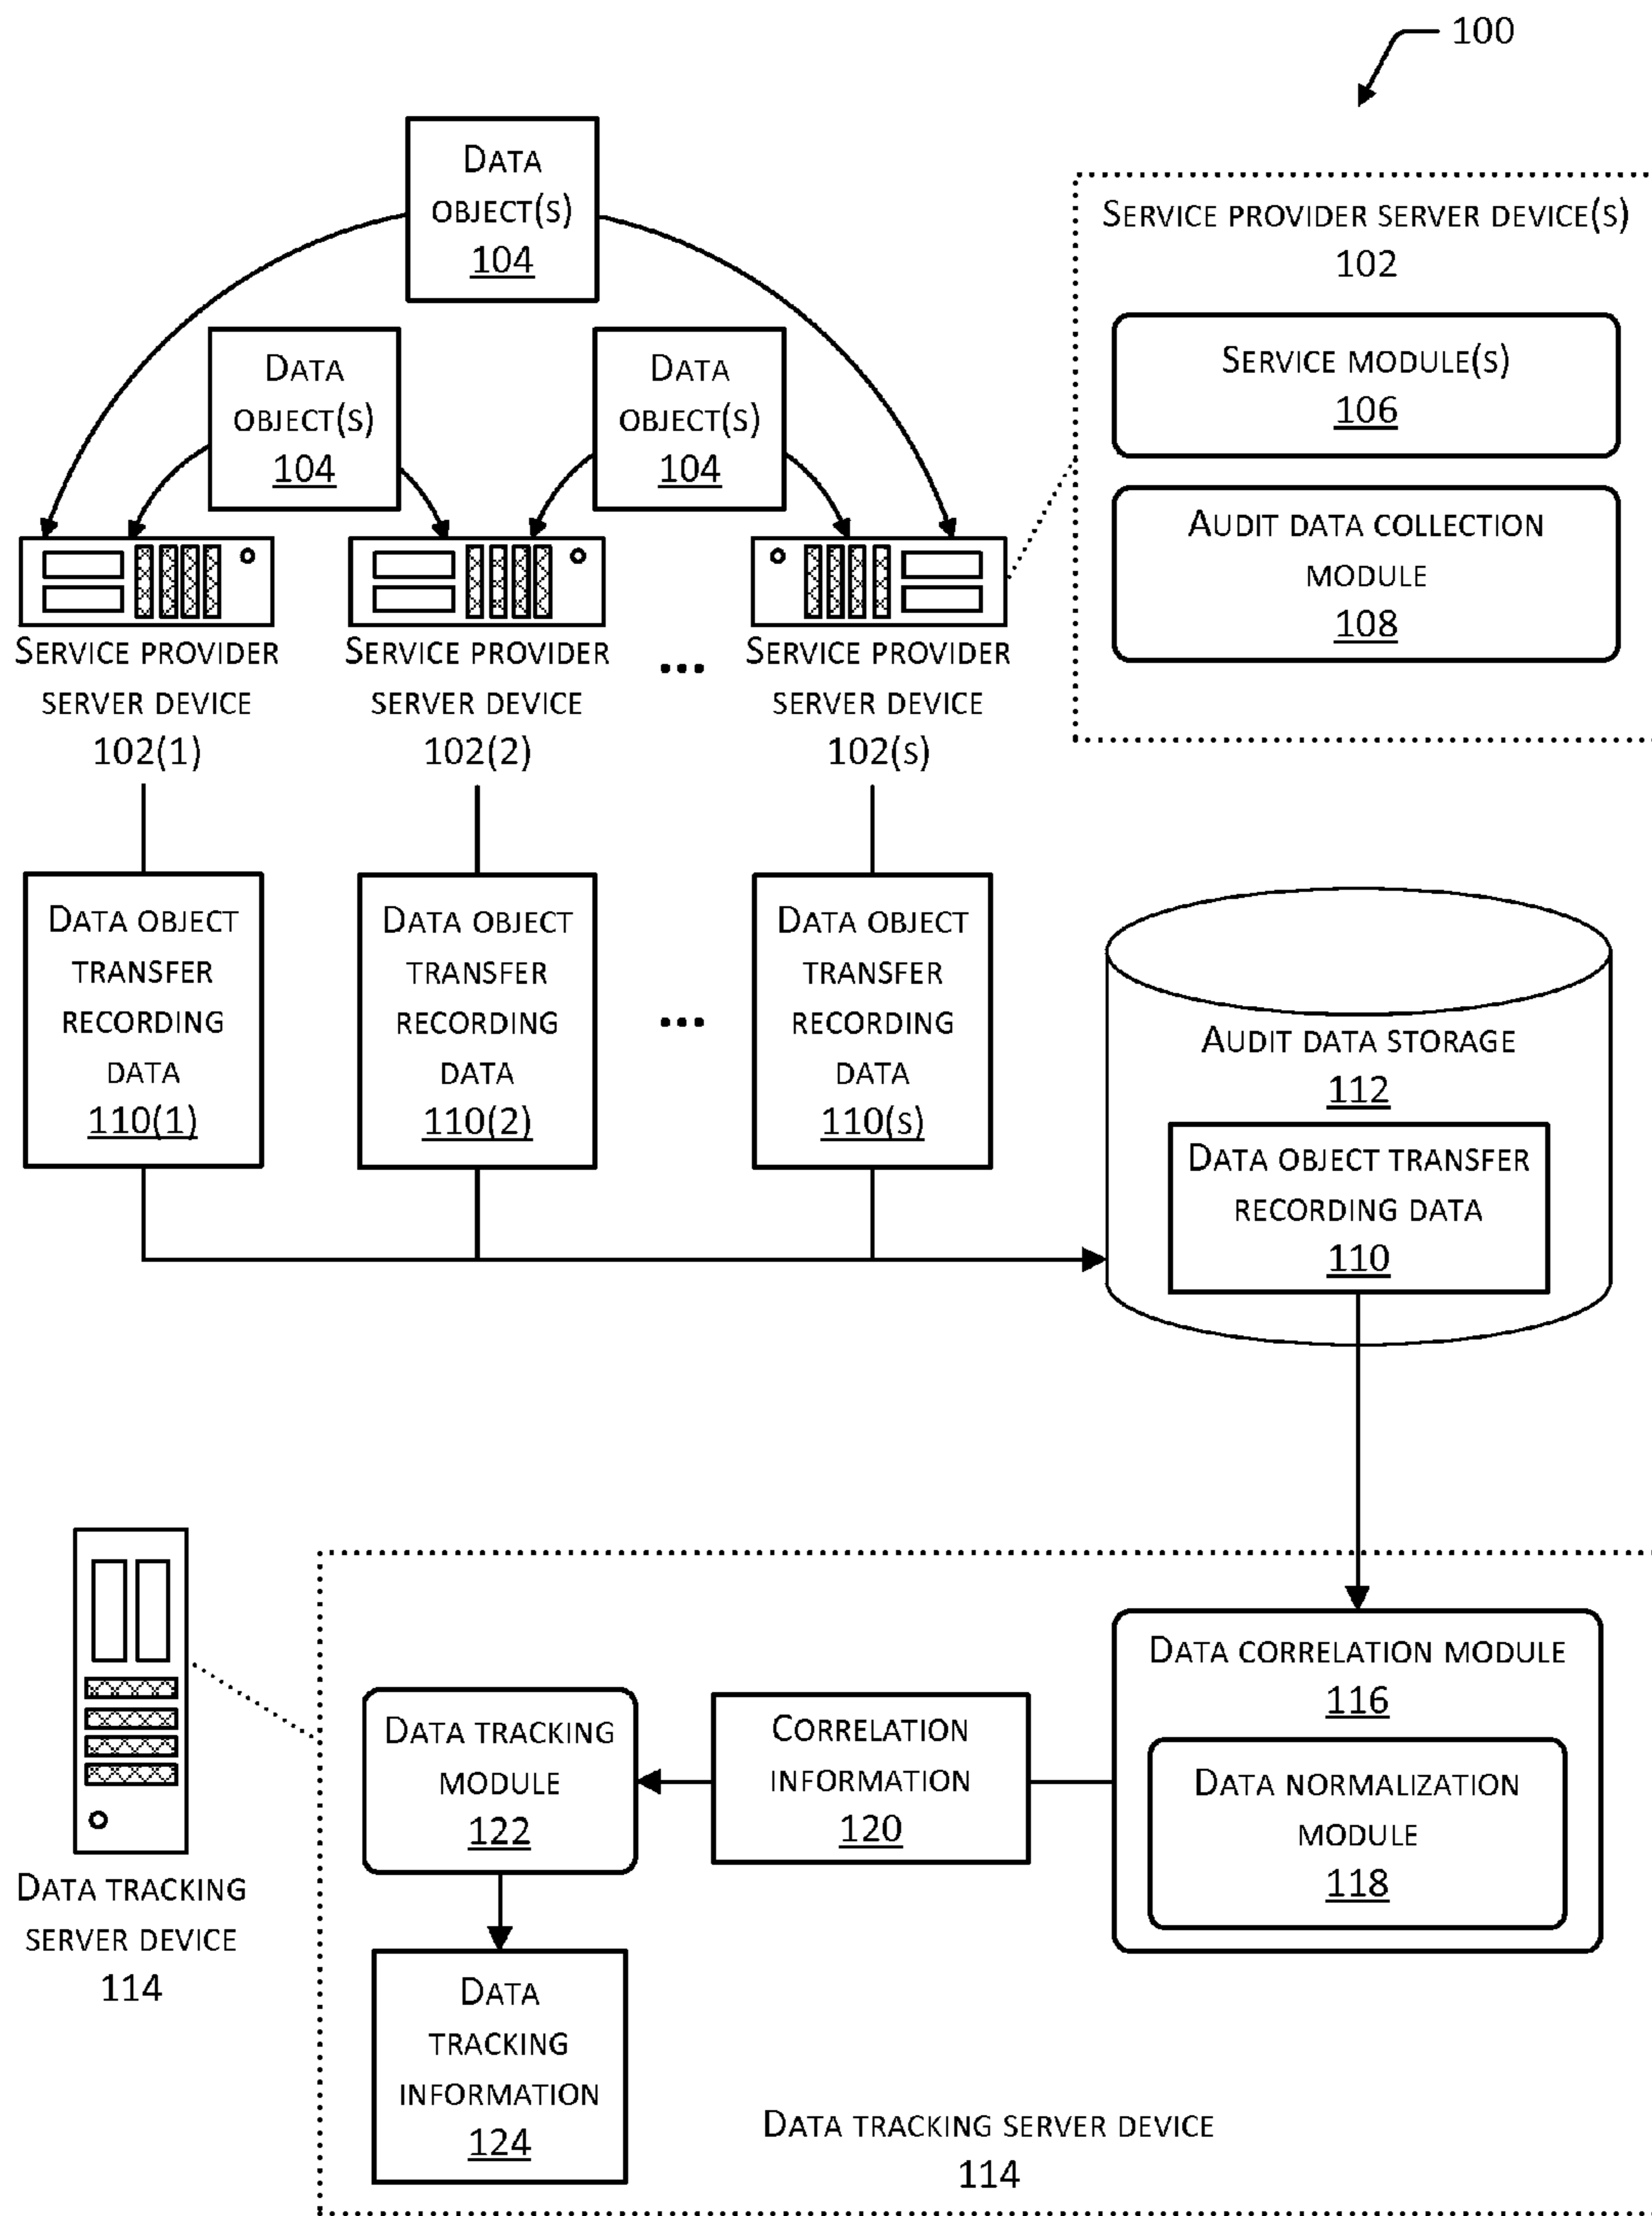 100
Data
object(s)
104
Service provider server device(s)
102
Service module(s)
106
Audit data collection
module
108
Data
object(s)
104
Data
object(s)
104
Service provider
server device
102(1)
Service provider
server device
102(2)
...
Service provider
server device
102(s)
Data object
transfer
recording
data
110(1)
Data object
transfer
recording
data
110(2)
...
Data object
transfer
recording
data
110(s)
Audit data storage
112
Data object transfer
recording data
110
Data tracking
server device
114
Data correlation module
116
Data normalization
module
118
Correlation
information
120
Data tracking
module
122
Data
tracking
information
124
Data tracking server device
114